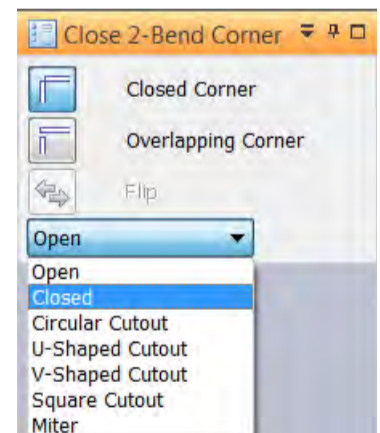 Close 2-Bend Corner
Closed Corner
Overlapping Corner
Flip
Open
Open
Closed
Circular Cutout
U-Shaped Cutout
V-Shaped Cutout
Square Cutout
Miter